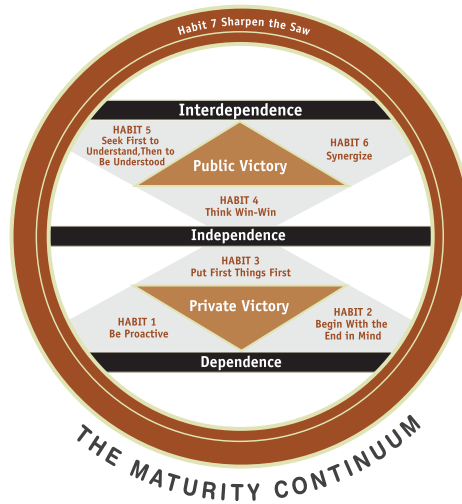 Habit 7 Sharpen the Saw
Interdependence
HABIT 5
Seek First to
Understand,Then to
Be Understood
Public Victory
HABIT 6
Synergize
HABIT 4
Think Win-Win
Independence
HABIT 3
Put First Things First
Private Victory
HABIT 1
Be Proactive
HABIT 2
Begin With the
End in Mind
Dependence
THE MATURITY CONTINUUM